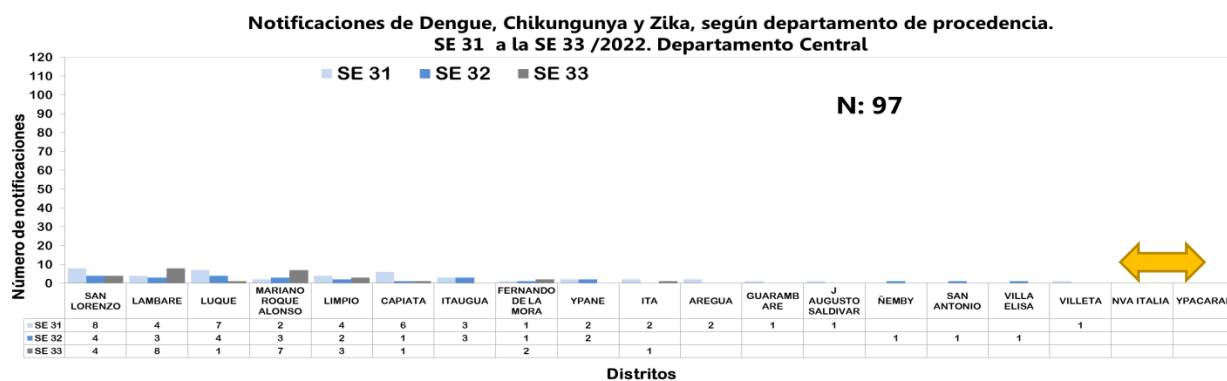 Notificaciones de Dengue, Chikungunya y Zika, según departamento de procedencia.
SE 31 a la SE 33 /2022. Departamento Central
SE 31 SE 32 SE 33
N: 97
Número de notificaciones
120
110
100
90
80
70
60
50
40
30
20
10
0
SAN LORENZO LAMBARE LUQUE MARIANO ROQUE ALONSO LIMPIO CAPIATA ITAUGUA FERNANDO DE LA MORA YPANE ITA AREGUA GUARAMBARE J AUGUSTO SALDIVAR ÑEMBY SAN ANTONIO VILLA ELISA VILLETA NVA ITALIA YPACARAI
SE 31 8 4 7 2 4 6 3 1 2 2 2 1 1 1
SE 32 4 3 4 3 2 1 3 1 2 1 1 1
SE 33 4 8 1 7 3 1 2 1
Distritos